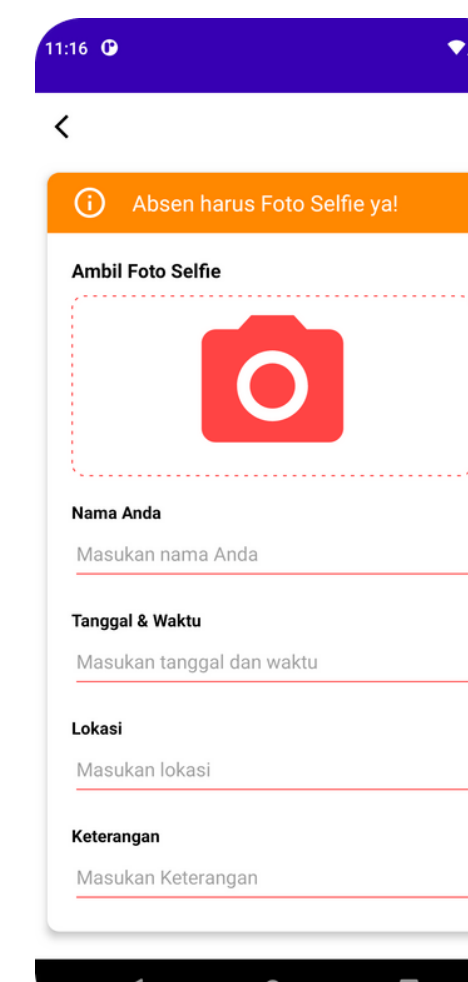 11:16
Absen harus Foto Selfie ya!
Ambil Foto Selfie
Nama Anda
Masukan nama Anda
Tanggal & Waktu
Masukan tanggal dan waktu
Lokasi
Masukan lokasi
Keterangan
Masukan Keterangan